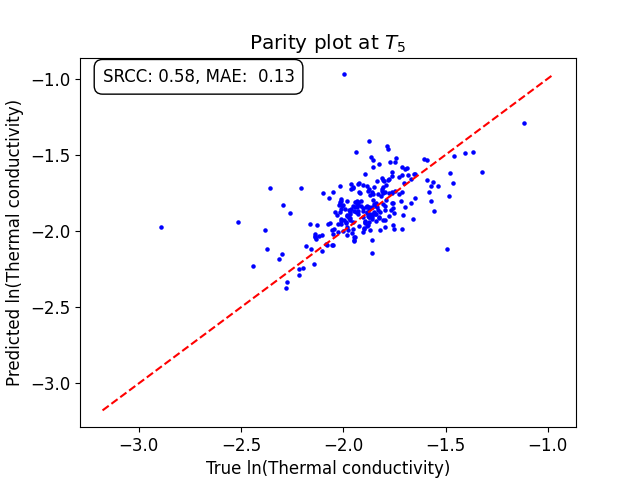 Parity plot at T5
SRCC: 0.58, MAE:  0.13
Predicted ln(Thermal conductivity)
−1.0
−1.5
−2.0
−2.5
−3.0
−3.0 −2.5 −2.0 −1.5 −1.0
True ln(Thermal conductivity)